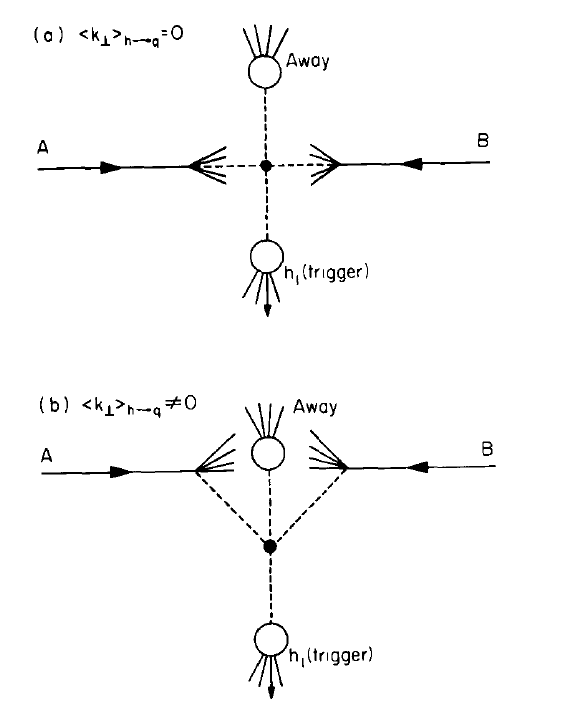 (a) <k⊥>h→q=0
Away
A
B
h₁(trigger)
(b) <k⊥>h→q≠0
Away
A
B
h₁(trigger)